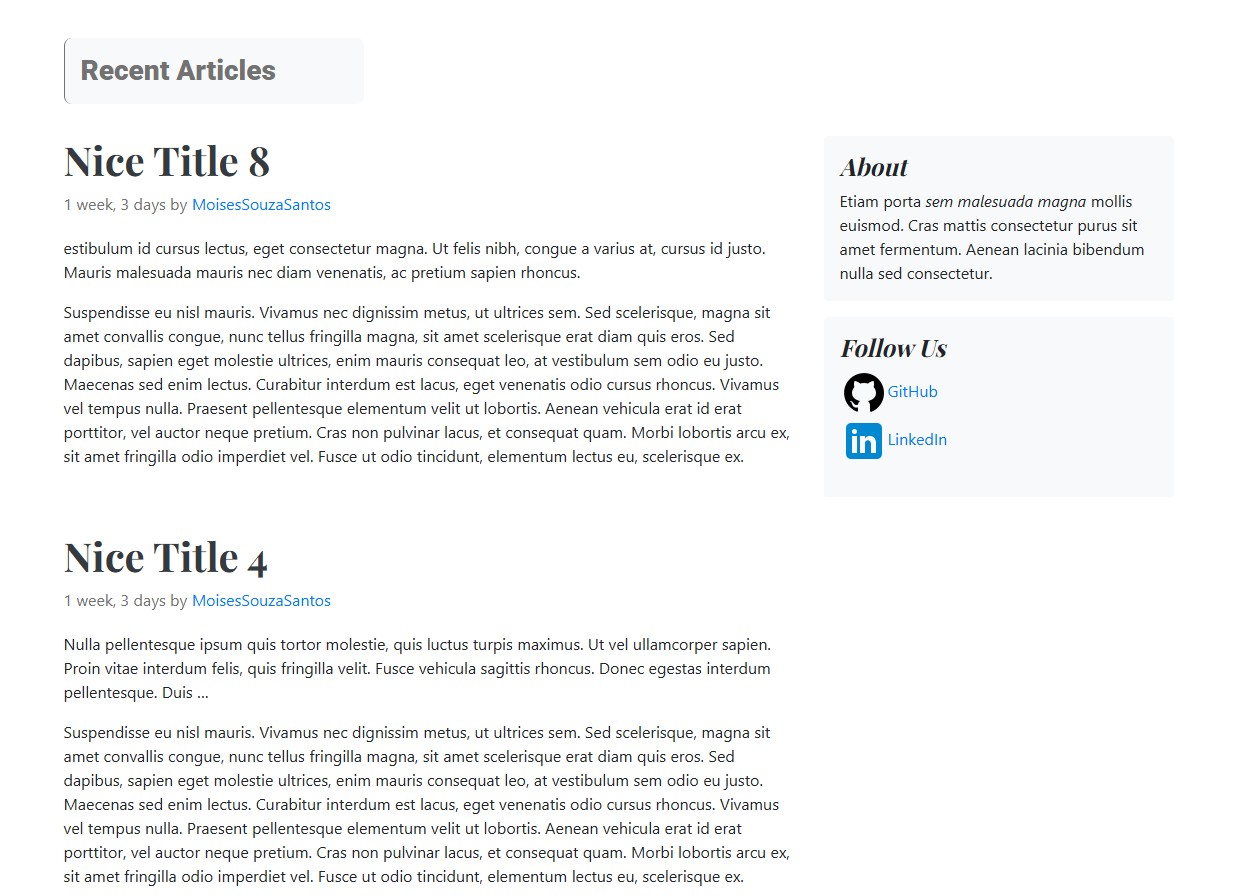 Recent Articles
Nice Title 8
1 week, 3 days by MoisesSouzaSantos
estibulum id cursus lectus, eget consectetur magna. Ut felis nibh, congue a varius at, cursus id justo.
Mauris malesuada mauris nec diam venenatis, ac pretium sapien rhoncus.
Suspendisse eu nisl mauris. Vivamus nec dignissim metus, ut ultrices sem. Sed scelerisque, magna sit
amet convallis congue, nunc tellus fringilla magna, sit amet scelerisque erat diam quis eros. Sed
dapibus, sapien eget molestie ultrices, enim mauris consequat leo, at vestibulum sem odio eu justo.
Maecenas sed enim lectus. Curabitur interdum est lacus, eget venenatis odio cursus rhoncus. Vivamus
vel tempus nulla. Praesent pellentesque elementum velit ut lobortis. Aenean vehicula erat id erat
porttitor, vel auctor neque pretium. Cras non pulvinar lacus, et consequat quam. Morbi lobortis arcu ex,
sit amet fringilla odio imperdiet vel. Fusce ut odio tincidunt, elementum lectus eu, scelerisque ex.
Nice Title 4
1 week, 3 days by MoisesSouzaSantos
Nulla pellentesque ipsum quis tortor molestie, quis luctus turpis maximus. Ut vel ullamcorper sapien.
Proin vitae interdum felis, quis fringilla velit. Fusce vehicula sagittis rhoncus. Donec egestas interdum
pellentesque. Duis ...
Suspendisse eu nisl mauris. Vivamus nec dignissim metus, ut ultrices sem. Sed scelerisque, magna sit
amet convallis congue, nunc tellus fringilla magna, sit amet scelerisque erat diam quis eros. Sed
dapibus, sapien eget molestie ultrices, enim mauris consequat leo, at vestibulum sem odio eu justo.
Maecenas sed enim lectus. Curabitur interdum est lacus, eget venenatis odio cursus rhoncus. Vivamus
vel tempus nulla. Praesent pellentesque elementum velit ut lobortis. Aenean vehicula erat id erat
porttitor, vel auctor neque pretium. Cras non pulvinar lacus, et consequat quam. Morbi lobortis arcu ex,
sit amet fringilla odio imperdiet vel. Fusce ut odio tincidunt, elementum lectus eu, scelerisque ex.
About
Etiam porta sem malesuada magna mollis
euismod. Cras mattis consectetur purus sit
amet fermentum. Aenean lacinia bibendum
nulla sed consectetur.
Follow Us
GitHub
in LinkedIn